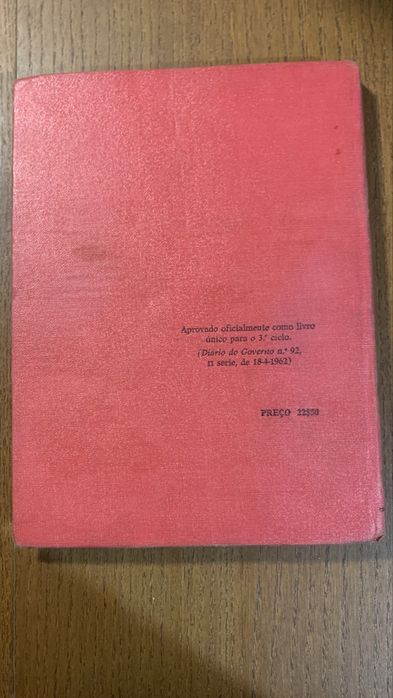 Aprovado oficialmente como livro
único para o 3.º ciclo.
(Diário do Governo n.º 92,
II série, de 18-4-1962)
PREÇO 22$50